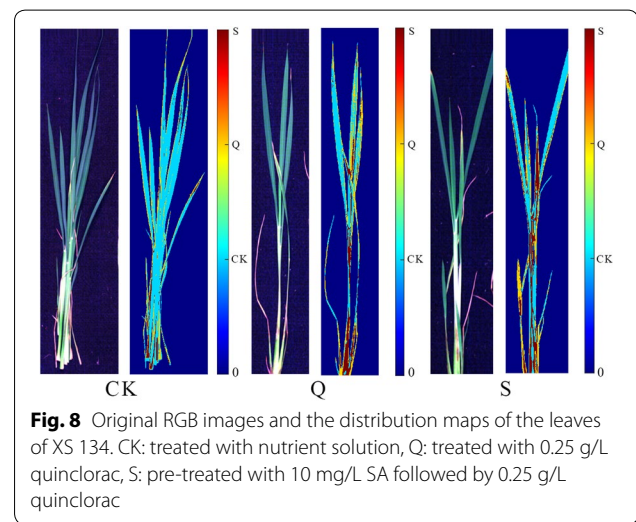 S
Q
CK
0
S
Q
CK
0
S
Q
CK
0
CK
Q
S
Fig. 8 Original RGB images and the distribution maps of the leaves
of XS 134. CK: treated with nutrient solution, Q: treated with 0.25 g/L
quinclorac, S: pre-treated with 10 mg/L SA followed by 0.25 g/L
quinclorac